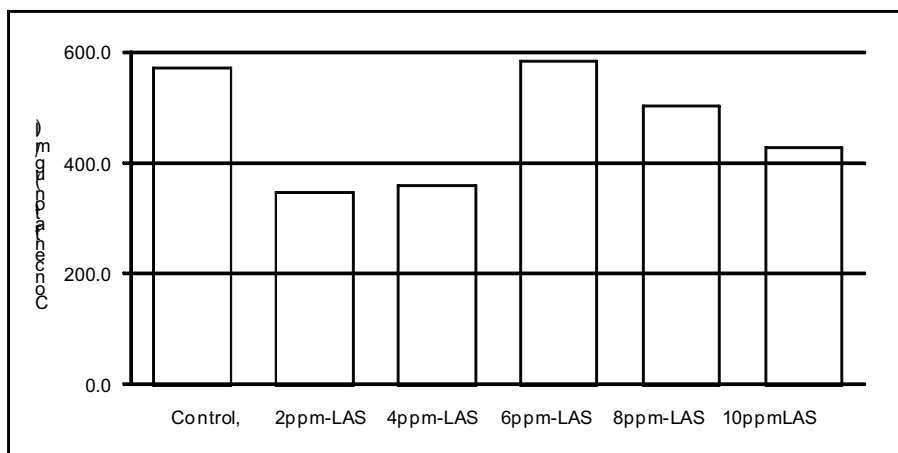 600.0
400.0
200.0
0.0
Control,
2ppm-LAS
4ppm-LAS
6ppm-LAS
8ppm-LAS
10ppmLAS